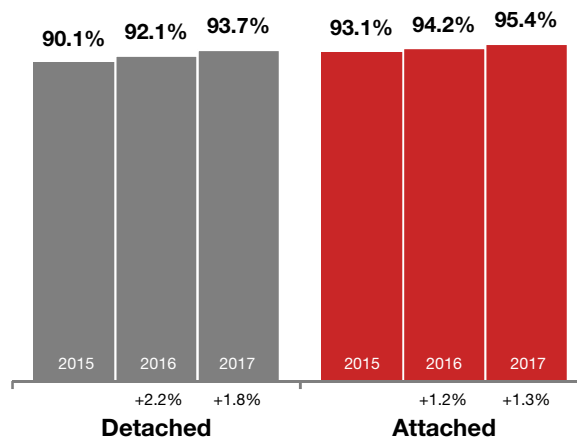 90.1% 92.1% 93.7% 93.1% 94.2% 95.4%
2015 2016 2017 2015 2016 2017
+2.2% +1.8% +1.2% +1.3%
Detached Attached